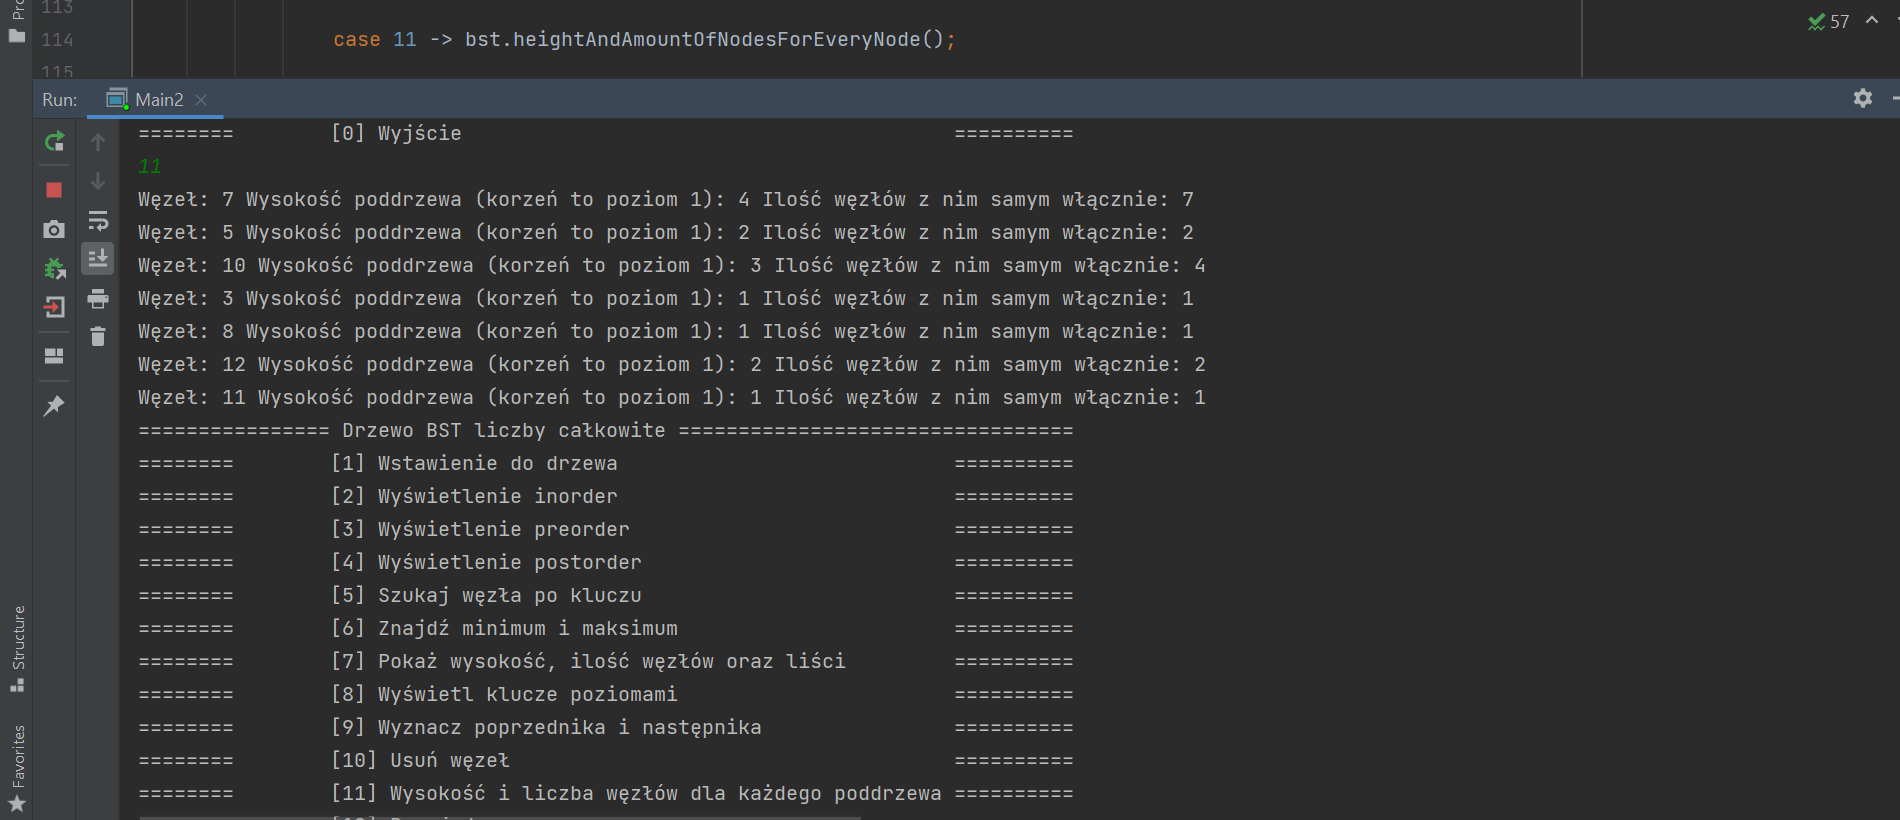 113
114 case 11 -> bst.heightAndAmountOfNodesForEveryNode();
57
115
Run: Main2
======== [0] Wyjście ==========
11
Węzeł: 7 Wysokość poddrzewa (korzeń to poziom 1): 4 Ilość węzłów z nim samym włącznie: 7
Węzeł: 5 Wysokość poddrzewa (korzeń to poziom 1): 2 Ilość węzłów z nim samym włącznie: 2
Węzeł: 10 Wysokość poddrzewa (korzeń to poziom 1): 3 Ilość węzłów z nim samym włącznie: 4
Węzeł: 3 Wysokość poddrzewa (korzeń to poziom 1): 1 Ilość węzłów z nim samym włącznie: 1
Węzeł: 8 Wysokość poddrzewa (korzeń to poziom 1): 1 Ilość węzłów z nim samym włącznie: 1
Węzeł: 12 Wysokość poddrzewa (korzeń to poziom 1): 2 Ilość węzłów z nim samym włącznie: 2
Węzeł: 11 Wysokość poddrzewa (korzeń to poziom 1): 1 Ilość węzłów z nim samym włącznie: 1
================ Drzewo BST liczby całkowite =================================
======== [1] Wstawienie do drzewa ==========
======== [2] Wyświetlenie inorder ==========
======== [3] Wyświetlenie preorder ==========
======== [4] Wyświetlenie postorder ==========
======== [5] Szukaj węzła po kluczu ==========
======== [6] Znajdź minimum i maksimum ==========
======== [7] Pokaż wysokość, ilość węzłów oraz liści ==========
======== [8] Wyświetl klucze poziomami ==========
======== [9] Wyznacz poprzednika i następnika ==========
======== [10] Usuń węzeł ==========
======== [11] Wysokość i liczba węzłów dla każdego poddrzewa ==========
Structure
Favorites